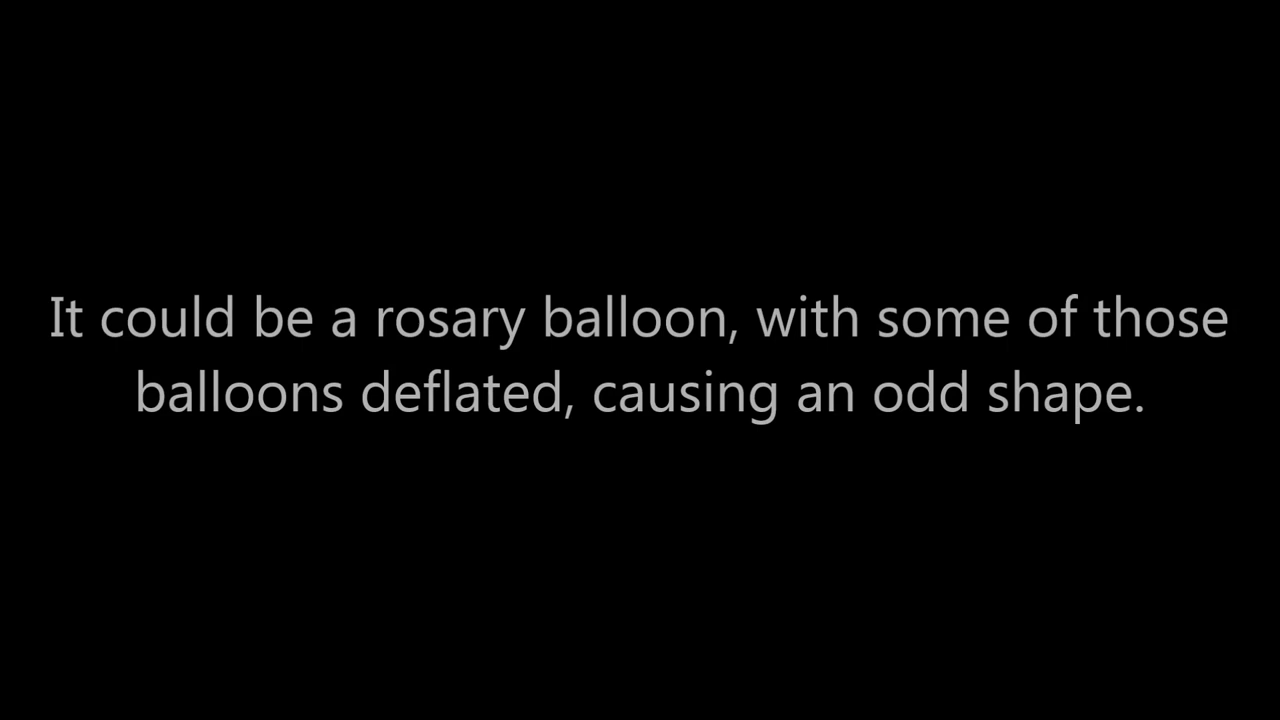 It could be a rosary balloon, with some of those
balloons deflated, causing an odd shape.